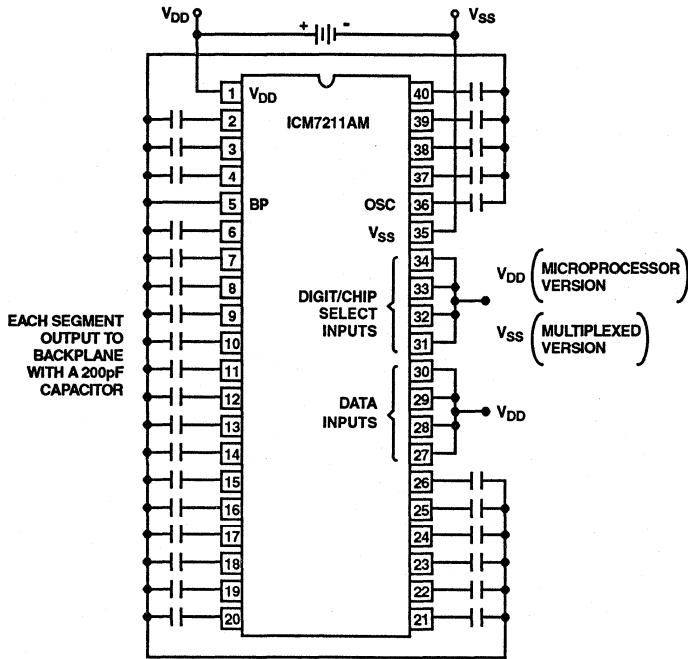 VDD
+ -
VSS
1 VDD
ICM7211AM
40
2
39
3
38
4
37
5 BP
OSC 36
6
VSS 35
7
34
8
33
9
32
10
31
DIGIT/CHIP
SELECT
INPUTS
VDD (MICROPROCESSOR
VERSION)
VSS (MULTIPLEXED
VERSION)
EACH SEGMENT
OUTPUT TO
BACKPLANE
WITH A 200pF
CAPACITOR
11
30
12
29
13
28
14
27
DATA
INPUTS
VDD
15
26
16
25
17
24
18
23
19
22
20
21